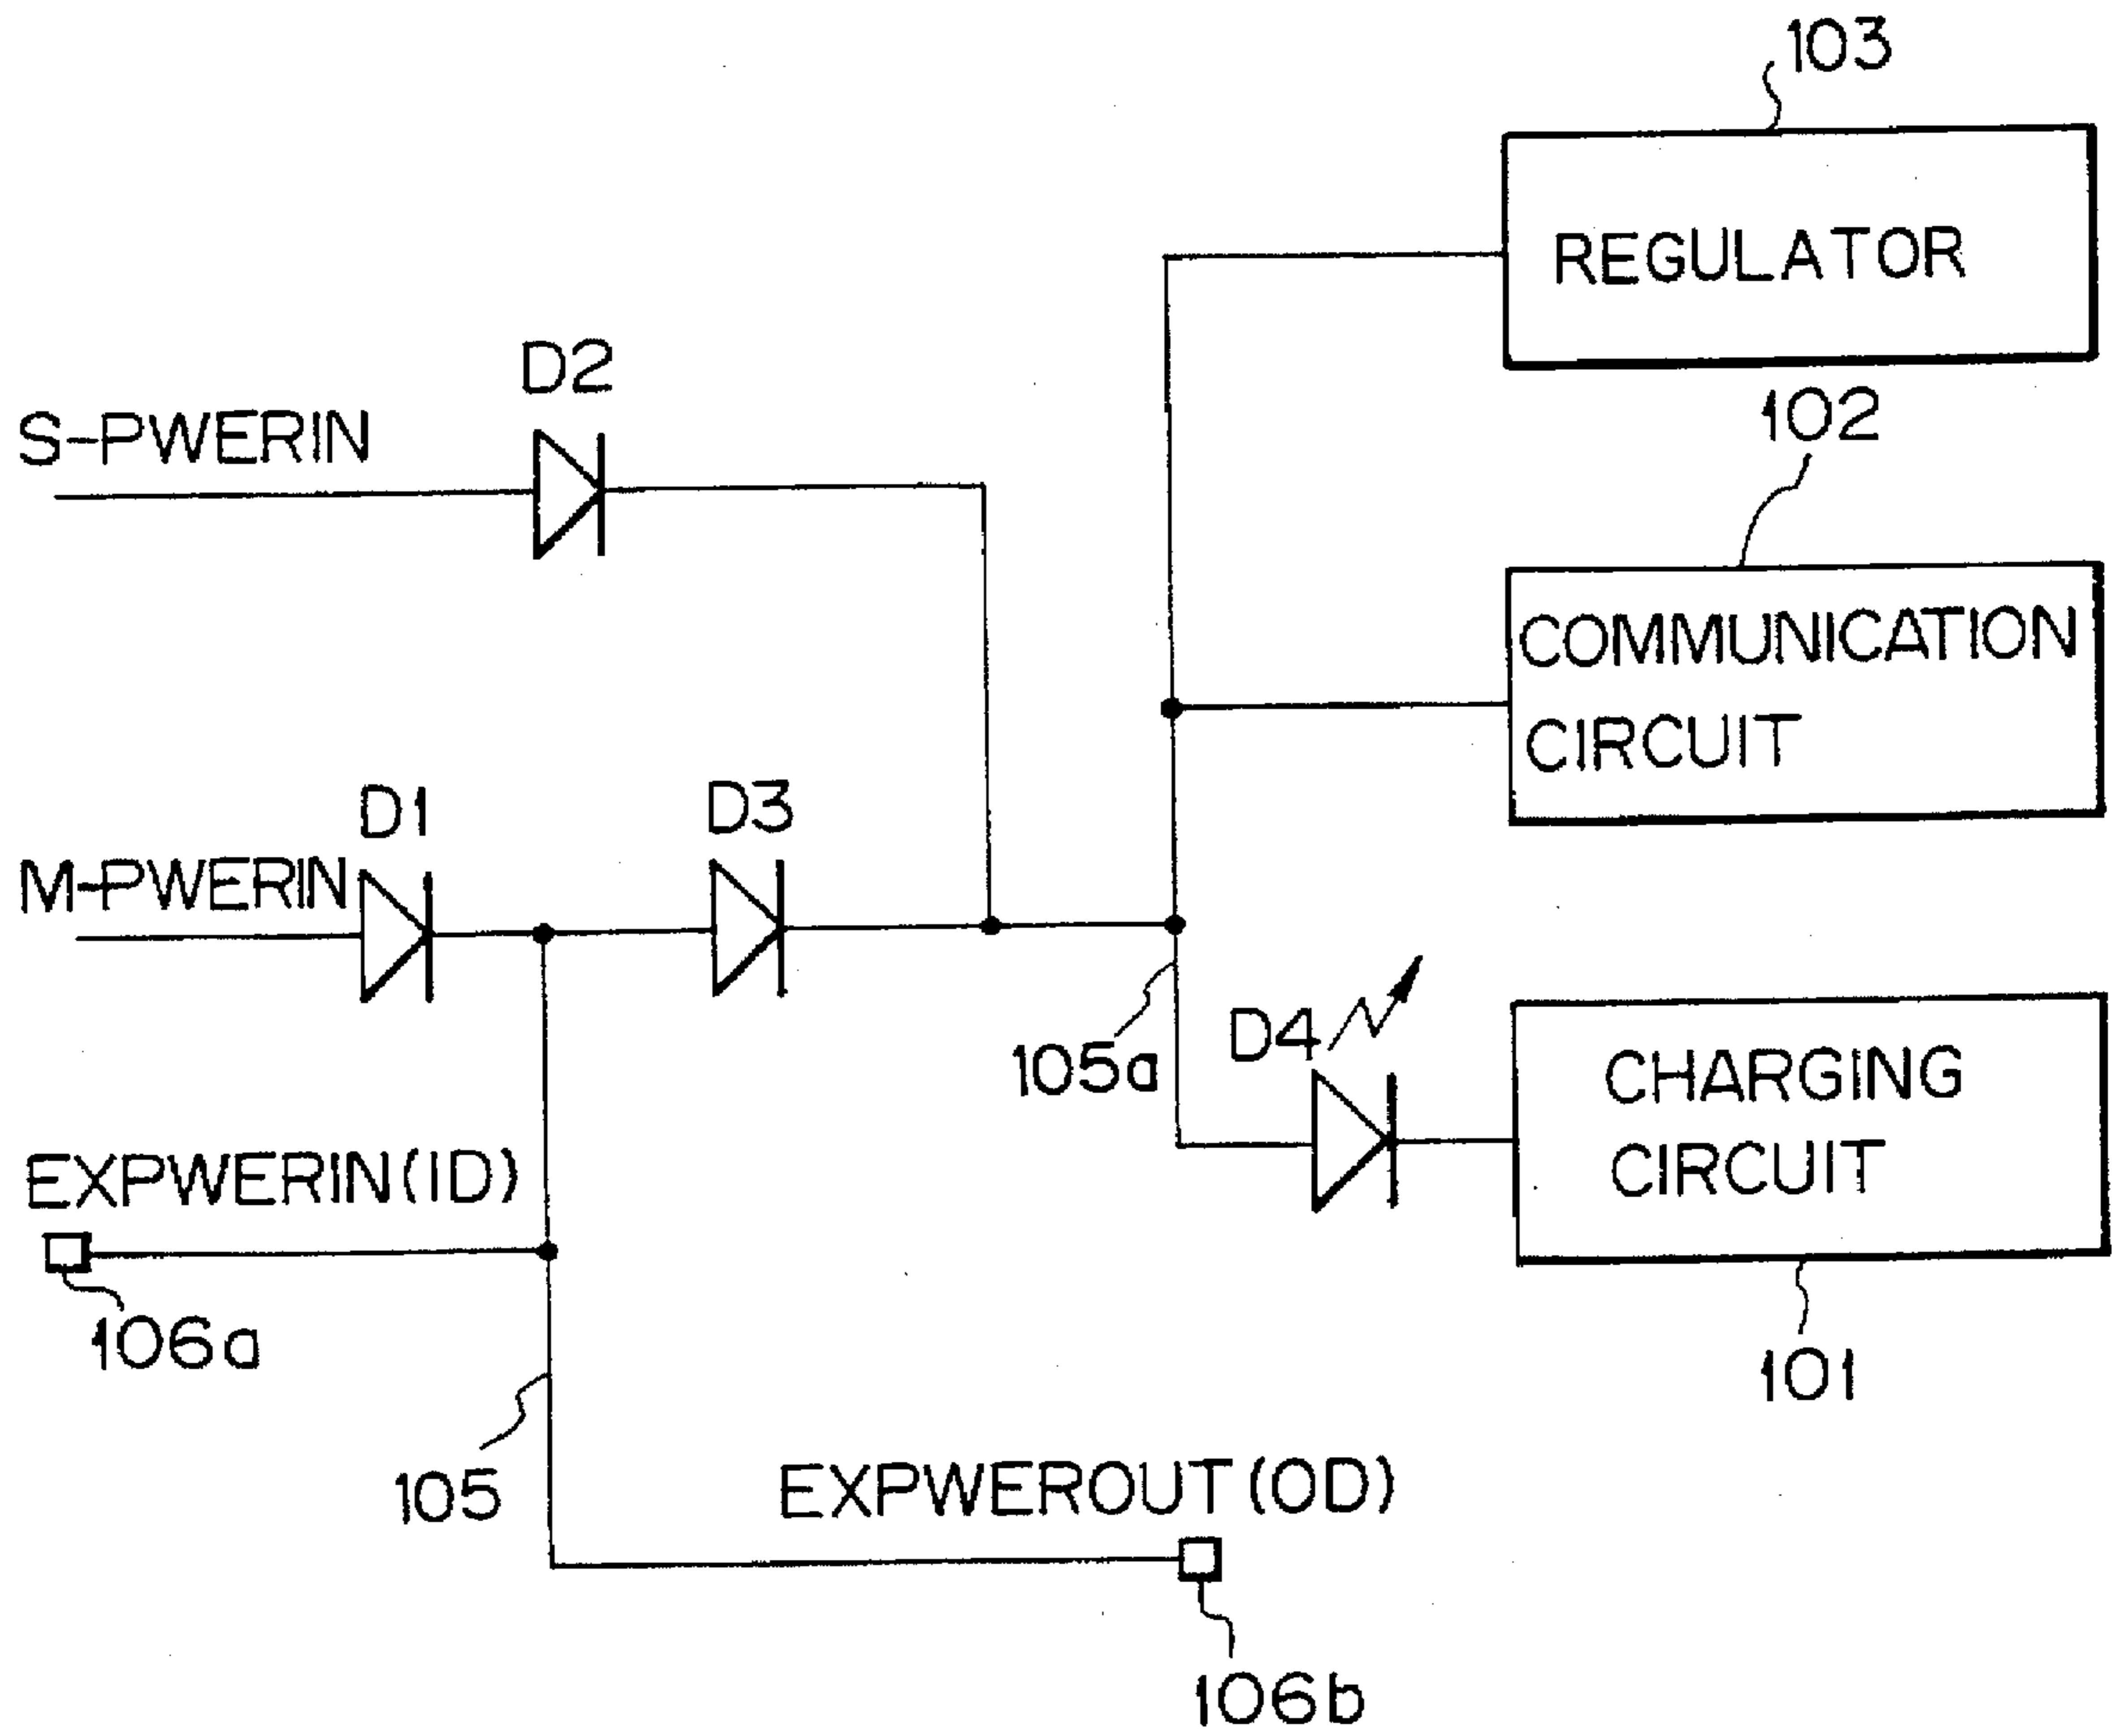 103
REGULATOR
D2
S-PWERIN
102
COMMUNICATION
CIRCUIT
D1
D3
M-PWERIN
D4
105a
CHARGING
CIRCUIT
EXPWERIN(ID)
106a
101
105
EXPWEROUT(OD)
106b